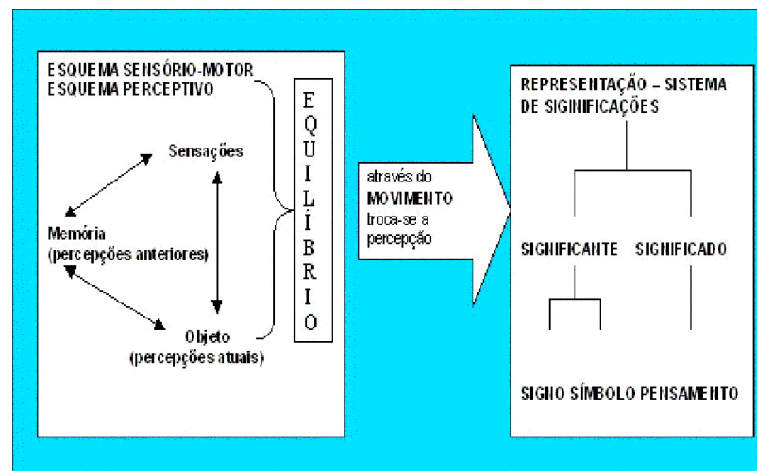 ESQUEMA SENSÓRIO-MOTOR
ESQUEMA PERCEPTIVO
Sensações
Memória
(percepções anteriores)
Objeto
(percepções atuais)
EQUILÍBRIO
através do
MOVIMENTO
troca-se a
percepção
REPRESENTAÇÃO – SISTEMA
DE SIGINIFICAÇÕES
SIGNIFICANTE SIGNIFICADO
SIGNO SÍMBOLO PENSAMENTO